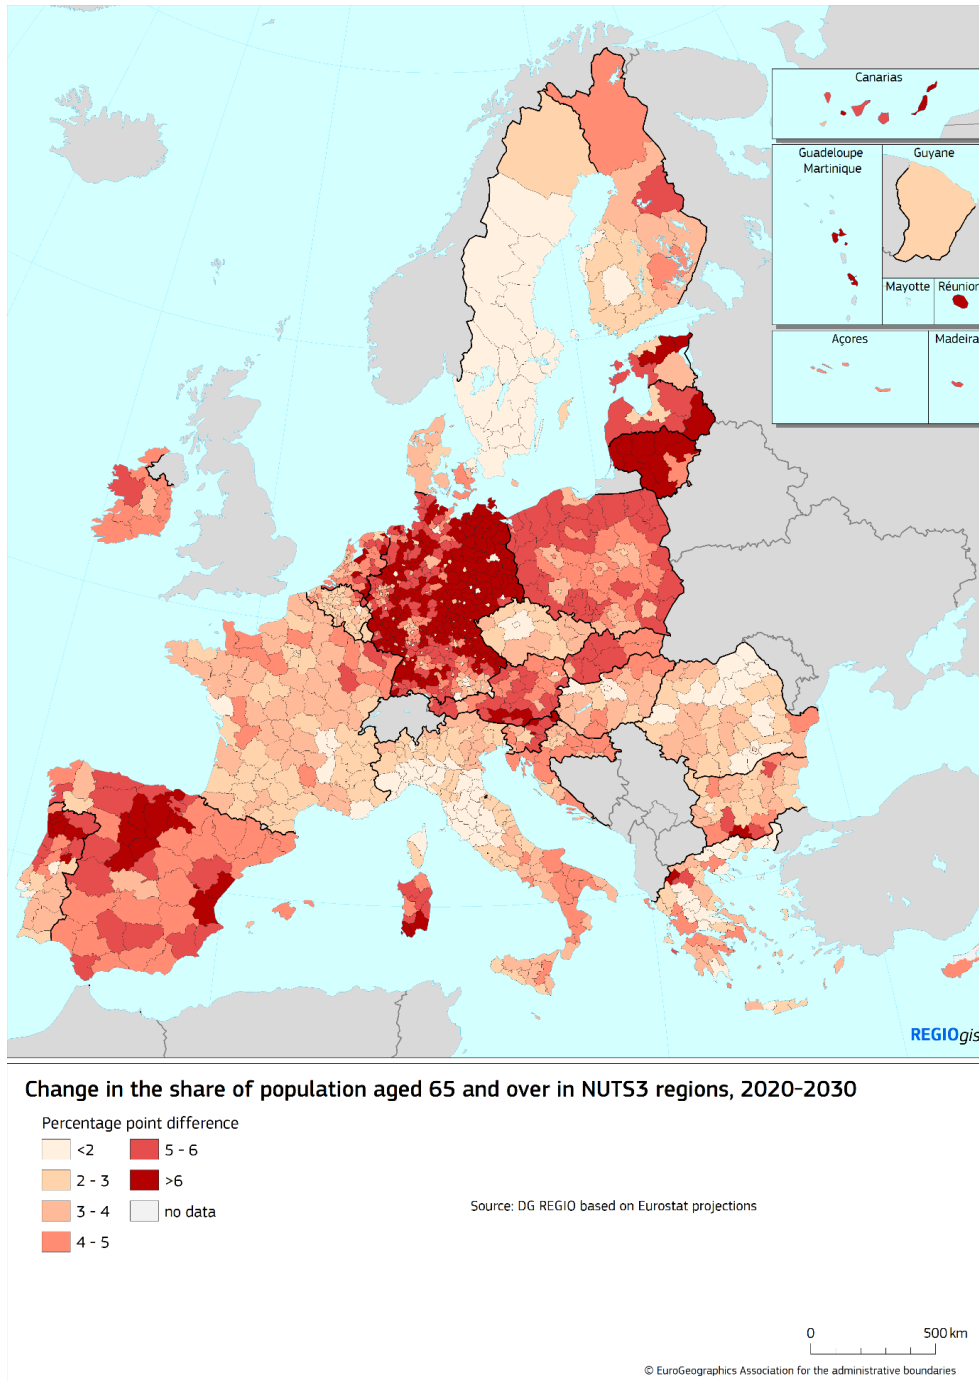 Canarias
Guadeloupe
Martinique
Guyane
Mayotte
Réunion
Açores
Madeira
REGIOgis
Change in the share of population aged 65 and over in NUTS3 regions, 2020-2030
Percentage point difference
<2
2 - 3
3 - 4
4 - 5
5 - 6
>6
no data
Source: DG REGIO based on Eurostat projections
0 500 km
© EuroGeographics Association for the administrative boundaries